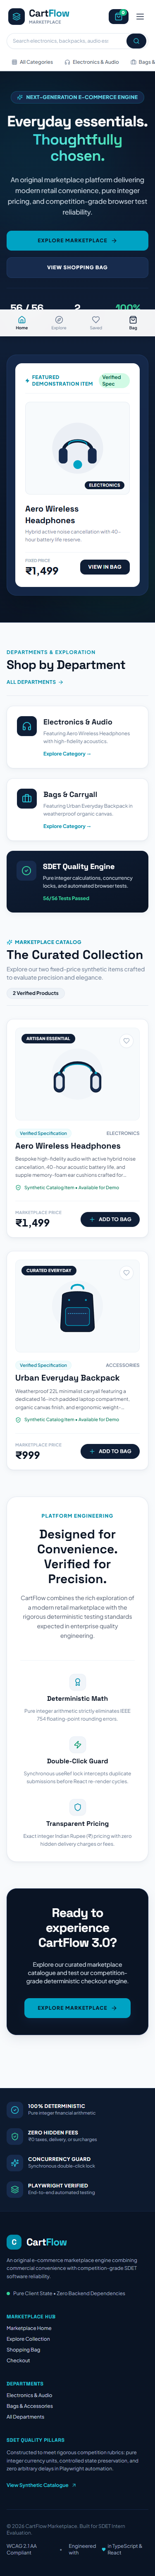 CartFlow
MARKETPLACE
0
Search electronics, backpacks, audio ec
All Categories
Electronics & Audio
Bags &
NEXT-GENERATION E-COMMERCE ENGINE
Everyday essentials.
Thoughtfully
chosen.
An original marketplace delivering
modern retail convenience, pure integer
pricing, and competition-grade browser test
reliability.
EXPLORE MARKETPLACE →
VIEW SHOPPING BAG
56 / 56
2
100%
Home
Explore
Saved
Bag
FEATURED
DEMONSTRATION ITEM
Verified
Spec
ELECTRONICS
Aero Wireless
Headphones
Hybrid active noise cancellation with 40-
hour battery life reserve.
FIXED PRICE
₹1,499
VIEW IN BAG
DEPARTMENTS & EXPLORATION
Shop by Department
ALL DEPARTMENTS →
Electronics & Audio
Featuring Aero Wireless Headphones
with high-fidelity acoustics.
Explore Category →
Bags & Carryall
Featuring Urban Everyday Backpack in
weatherproof organic canvas.
Explore Category →
SDET Quality Engine
Pure integer calculations, concurrency
locks, and automated browser tests.
56/56 Tests Passed
MARKETPLACE CATALOG
The Curated Collection
Explore our two fixed-price synthetic items crafted
to evaluate precision and elegance.
2 Verified Products
ARTISAN ESSENTIAL
Verified Specification
ELECTRONICS
Aero Wireless Headphones
Bespoke high-fidelity audio with active hybrid noise
cancellation, 40-hour acoustic battery life, and
bespoke memory-foam ear cushions crafted for...
Synthetic Catalog Item • Available for Demo
MARKETPLACE PRICE
₹1,499
+ ADD TO BAG
CURATED EVERYDAY
Verified Specification
ACCESSORIES
Urban Everyday Backpack
Weatherproof 22L minimalist carryall featuring a
dedicated 16-inch padded laptop compartment,
organic canvas finish, and ergonomic weight-...
Synthetic Catalog Item • Available for Demo
MARKETPLACE PRICE
₹999
+ ADD TO BAG
PLATFORM ENGINEERING
Designed for
Convenience.
Verified for
Precision.
CartFlow combines the rich exploration of
a modern retail marketplace with the
rigorous deterministic state standards
expected in enterprise quality
engineering.
Deterministic Math
Pure integer arithmetic strictly eliminates IEEE
754 floating-point rounding errors.
Double-Click Guard
Synchronous useRef lock intercepts duplicate
submissions before React re-render cycles.
Transparent Pricing
Exact integer Indian Rupee (₹) pricing with zero
hidden delivery charges or fees.
Ready to
experience
CartFlow 3.0?
Explore our curated marketplace
catalog and test our competition-
grade deterministic checkout engine.
EXPLORE MARKETPLACE →
100% DETERMINISTIC
Pure integer financial arithmetic
ZERO HIDDEN FEES
₹0 taxes, delivery, or surcharges
CONCURRENCY GUARD
Synchronous double-click lock
PLAYWRIGHT VERIFIED
End-to-end automated testing
C
CartFlow
An original e-commerce marketplace engine combining
commercial convenience with competition-grade SDET
software reliability.
Pure Client State • Zero Backend Dependencies
MARKETPLACE HUB
Marketplace Home
Explore Collection
Shopping Bag
Checkout
DEPARTMENTS
Electronics & Audio
Bags & Accessories
All Departments
SDET QUALITY PILLARS
Constructed to meet rigorous competition rubrics: pure
integer currency units, controlled state propagation, and
zero arbitrary delays in Playwright automation.
View Synthetic Catalogue ↗
© 2026 CartFlow Marketplace. Built for SDET Intern
Evaluation.
WCAG 2.1 AA
Compliant
•
Engineered
with
in TypeScript &
React